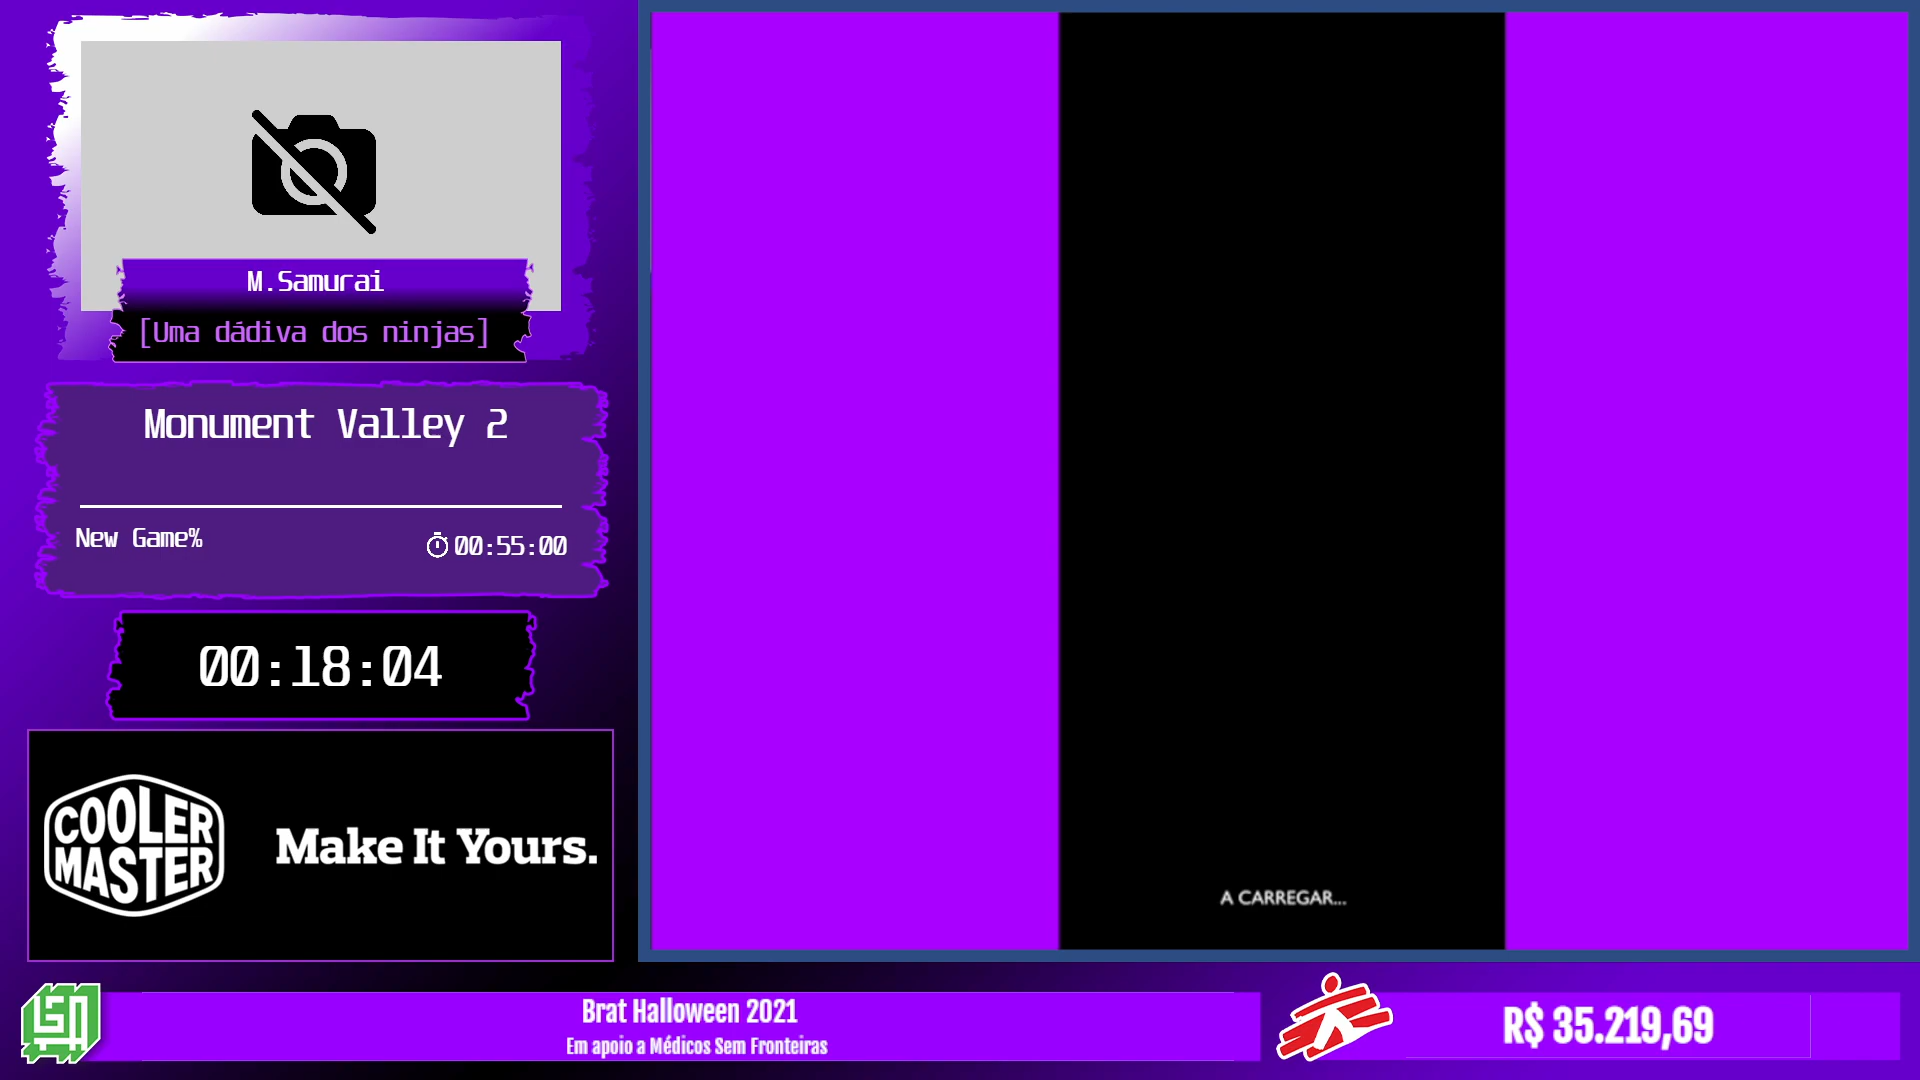 M.Samurai
[Uma dádiva dos ninjas]
Monument Valley 2
New Game%
00:55:00
00:18:04
COOLER
MASTER
Make It Yours.
A CARREGAR...
Brat Halloween 2021
Em apoio a Médicos Sem Fronteiras
R$ 35.219,69